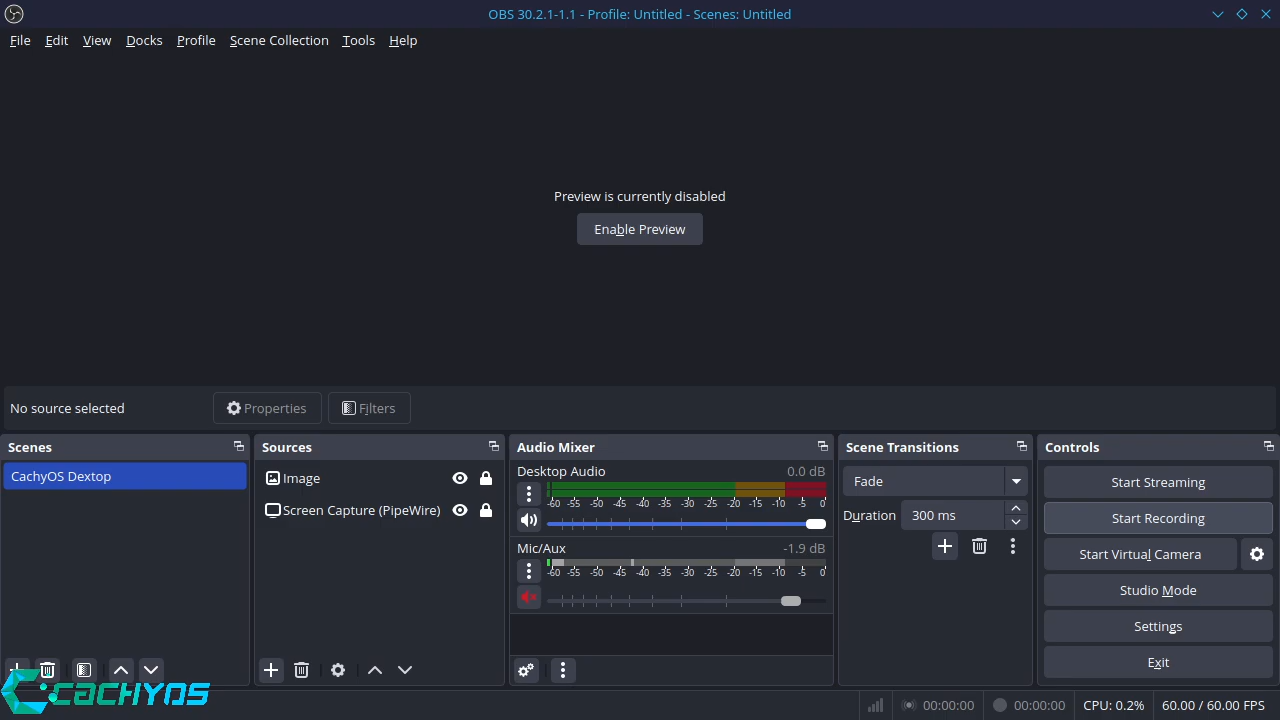 OBS 30.2.1-1.1 - Profile: Untitled - Scenes: Untitled
File Edit View Docks Profile Scene Collection Tools Help
Preview is currently disabled
Enable Preview
No source selected Properties Filters
Scenes
CachyOS Dextop
Sources
Image
Screen Capture (PipeWire)
Audio Mixer
Desktop Audio 0.0 dB
-60 -55 -50 -45 -40 -35 -30 -25 -20 -15 -10 -5 0
Mic/Aux -1.9 dB
-60 -55 -50 -45 -40 -35 -30 -25 -20 -15 -10 -5 0
Scene Transitions
Fade
Duration 300 ms
Controls
Start Streaming
Start Recording
Start Virtual Camera
Studio Mode
Settings
Exit
CACHYOS
00:00:00 00:00:00 CPU: 0.2% 60.00 / 60.00 FPS